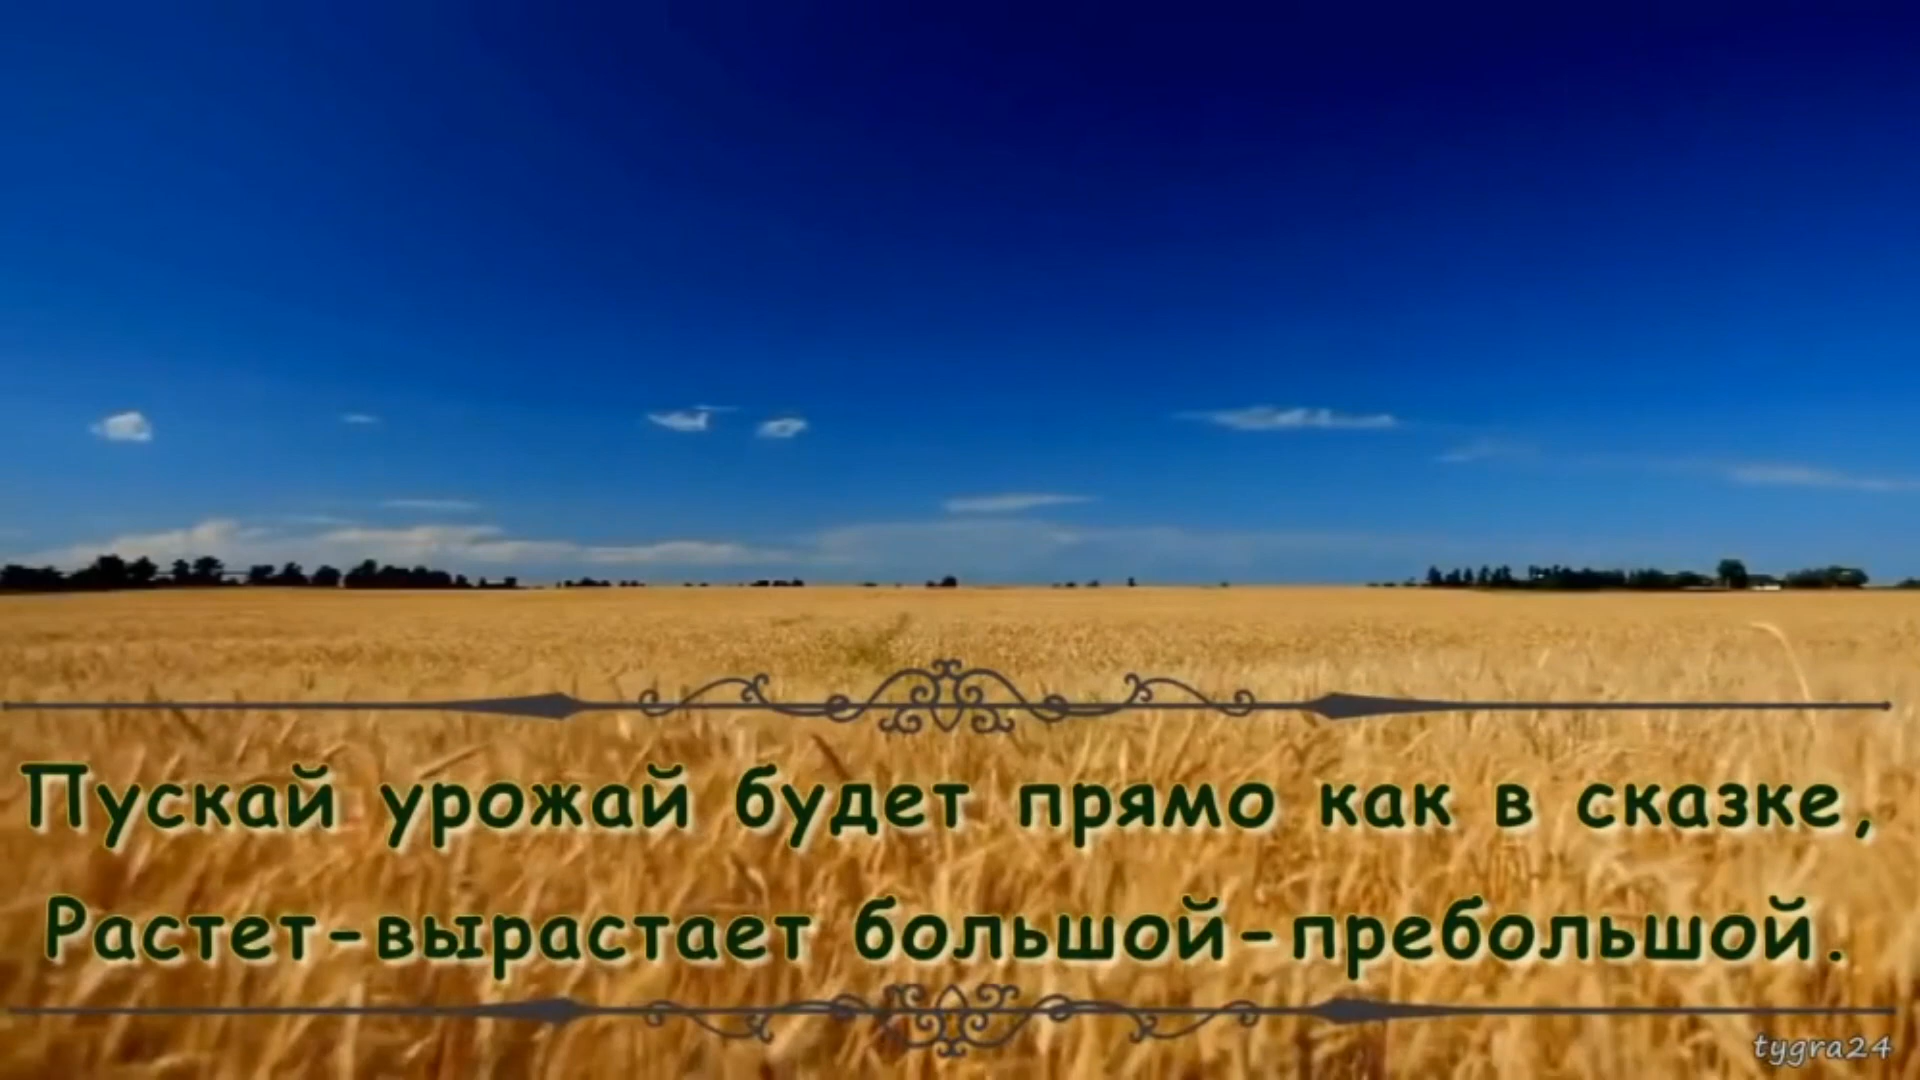 Пускай урожай будет прямо как в сказке,
Растет-вырастает большой-пребольшой.
tygra24